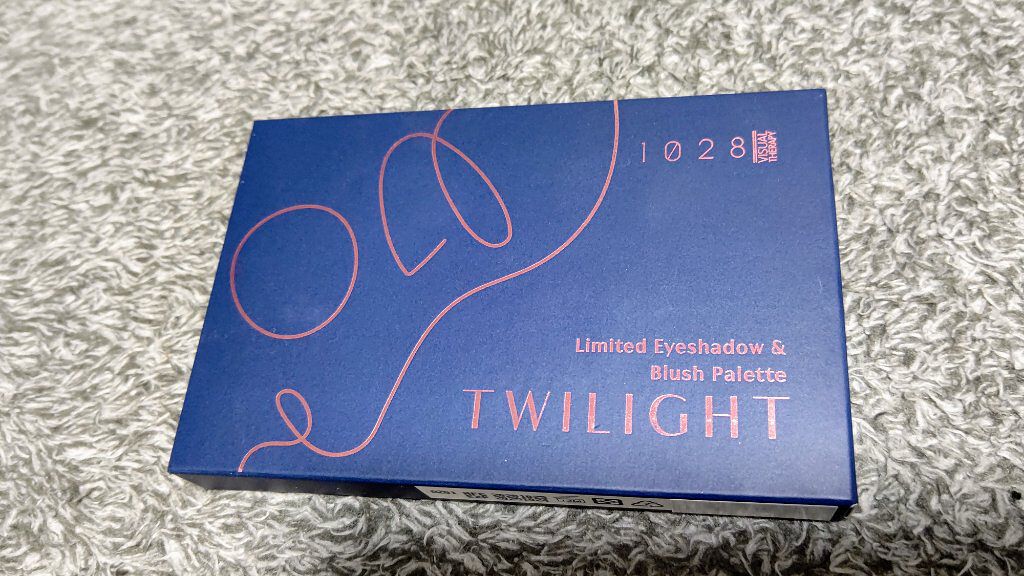 1028
VISUAL
THERAPY
Limited Eyeshadow &
Blush Palette
TWILIGHT